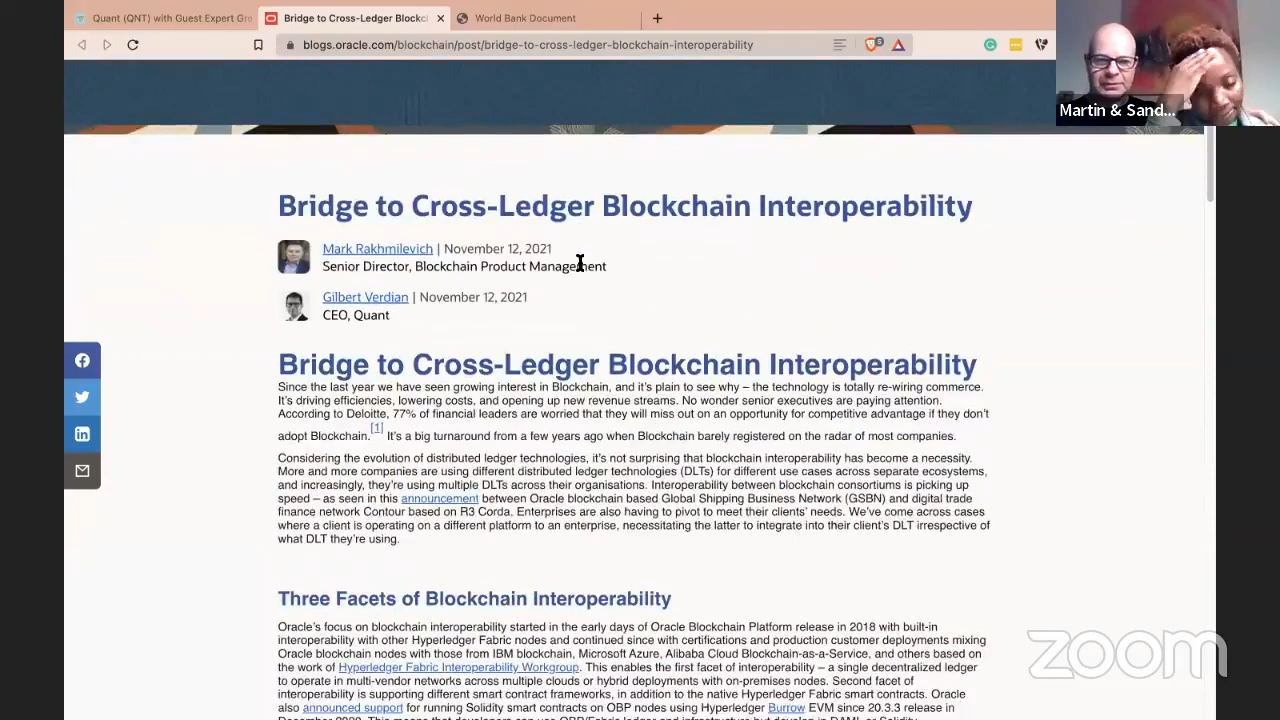 Quant (QNT) with Guest Expert Gr
Bridge to Cross-Ledger Blockc
World Bank Document
blogs.oracle.com/blockchain/post/bridge-to-cross-ledger-blockchain-interoperability
5
Martin & Sand...
Bridge to Cross-Ledger Blockchain Interoperability
Mark Rakhmilevich | November 12, 2021
Senior Director, Blockchain Product Management
Gilbert Verdian | November 12, 2021
CEO, Quant
Bridge to Cross-Ledger Blockchain Interoperability
Since the last year we have seen growing interest in Blockchain, and it's plain to see why – the technology is totally re-wiring commerce.
It's driving efficiencies, lowering costs, and opening up new revenue streams. No wonder senior executives are paying attention.
According to Deloitte, 77% of financial leaders are worried that they will miss out on an opportunity for competitive advantage if they don't
adopt Blockchain.[1] It's a big turnaround from a few years ago when Blockchain barely registered on the radar of most companies.
Considering the evolution of distributed ledger technologies, it's not surprising that blockchain interoperability has become a necessity.
More and more companies are using different distributed ledger technologies (DLTs) for different use cases across separate ecosystems,
and increasingly, they're using multiple DLTs across their organisations. Interoperability between blockchain consortiums is picking up
speed – as seen in this announcement between Oracle blockchain based Global Shipping Business Network (GSBN) and digital trade
finance network Contour based on R3 Corda. Enterprises are also having to pivot to meet their clients' needs. We've come across cases
where a client is operating on a different platform to an enterprise, necessitating the latter to integrate into their client's DLT irrespective of
what DLT they're using.
Three Facets of Blockchain Interoperability
Oracle's focus on blockchain interoperability started in the early days of Oracle Blockchain Platform release in 2018 with built-in
interoperability with other Hyperledger Fabric nodes and continued since with certifications and production customer deployments mixing
Oracle blockchain nodes with those from IBM blockchain, Microsoft Azure, Alibaba Cloud Blockchain-as-a-Service, and others based on
the work of Hyperledger Fabric Interoperability Workgroup. This enables the first facet of interoperability – a single decentralized ledger
to operate in multi-vendor networks across multiple clouds or hybrid deployments with on-premises nodes. Second facet of
interoperability is supporting different smart contract frameworks, in addition to the native Hyperledger Fabric smart contracts. Oracle
also announced support for running Solidity smart contracts on OBP nodes using Hyperledger Burrow EVM since 20.3.3 release in
zoom